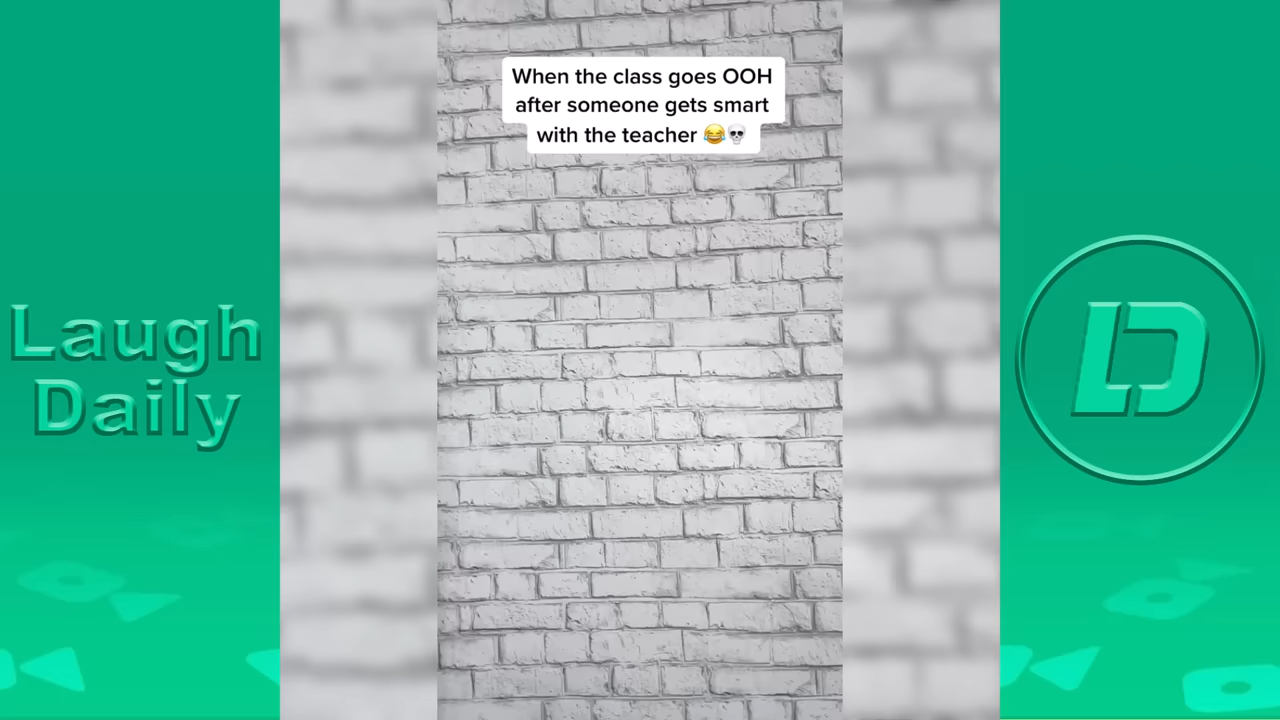 When the class goes OOH
after someone gets smart
with the teacher 😂💀
Laugh
Daily
LD